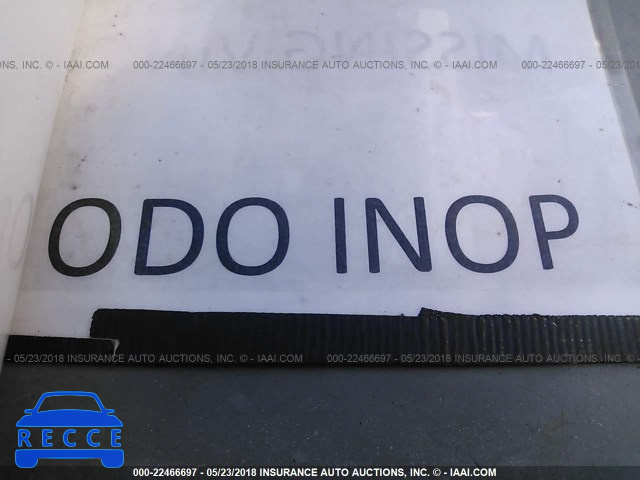 MISSING
INC. - © IAAI.COM 000-22466697 - 05/23/2018 INSURANCE AUTO AUCTIONS, INC. - © IAAI.COM 000-22466697 - 05/23/2018
ODO INOP
- 05/23/2018 INSURANCE AUTO AUCTIONS, INC. - © IAAI.COM 000-22466697 - 05/23/2018 INSURANCE AUTO AUCTIONS,
RECCE
000-22466697 - 05/23/2018 INSURANCE AUTO AUCTIONS, INC. - © IAAI.COM